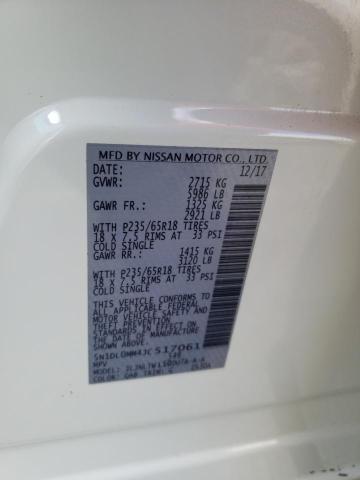 MFD BY NISSAN MOTOR CO., LTD.
DATE: 12/17
GVWR: 2715 KG
5986 LB
GAWR FR.: 1325 KG
2921 LB
WITH P235/65R18 TIRES
18 X 7.5 RIMS AT 33 PSI
COLD SINGLE
GAWR RR.: 1415 KG
3120 LB
WITH P235/65R18 TIRES
18 X 7.5 RIMS AT 33 PSI
COLD SINGLE
THIS VEHICLE CONFORMS TO ALL
APPLICABLE FEDERAL MOTOR VEHICLE
SAFETY AND THEFT PREVENTION
STANDARDS IN EFFECT ON THE DATE
OF MANUFACTURE SHOWN ABOVE.
5N1DL0MM4JC517061
MPV
MODEL:
COLOR: QAB TRIM: G